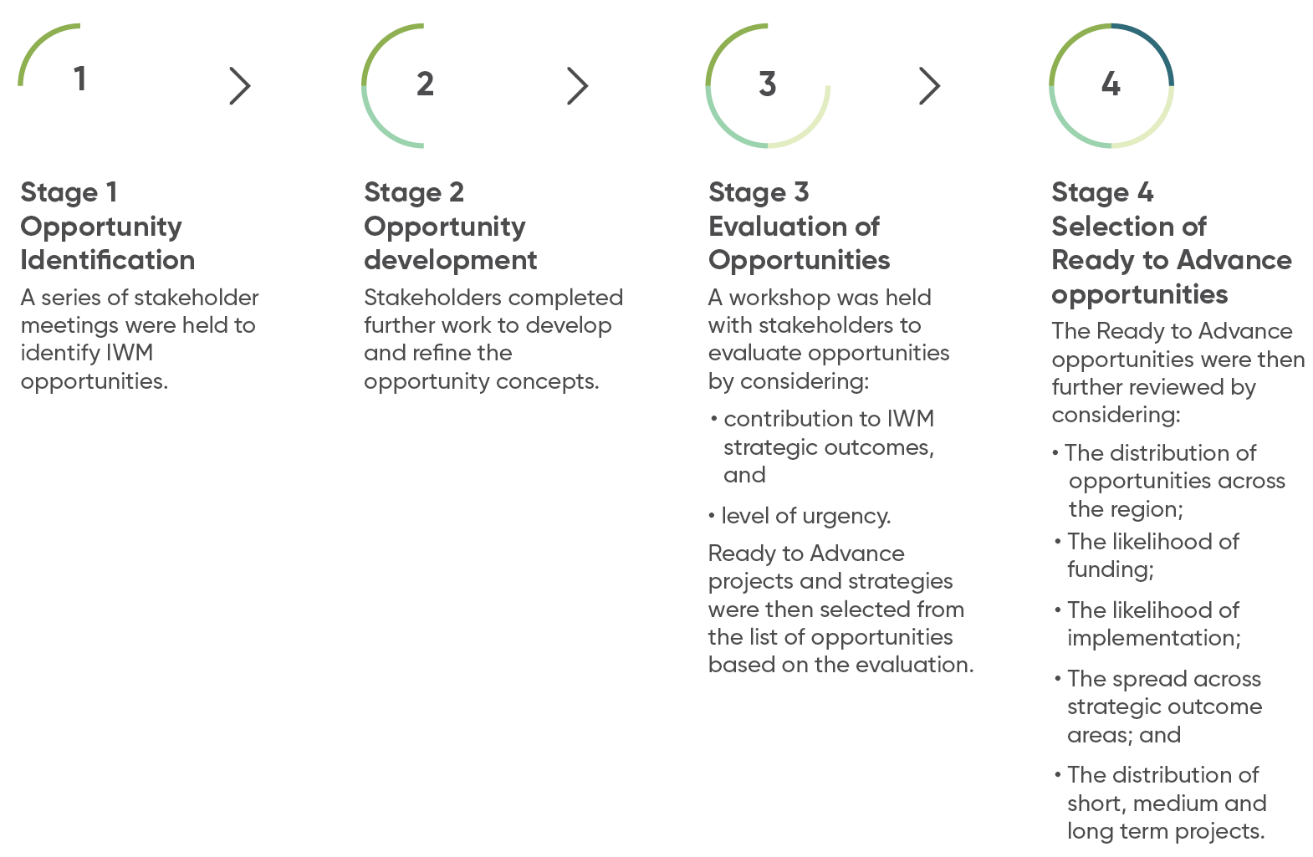 1
Stage 1
Opportunity
Identification
A series of stakeholder
meetings were held to
identify IWM
opportunities.
2
Stage 2
Opportunity
development
Stakeholders completed
further work to develop
and refine the
opportunity concepts.
3
Stage 3
Evaluation of
Opportunities
A workshop was held
with stakeholders to
evaluate opportunities
by considering:
• contribution to IWM
strategic outcomes,
and
• level of urgency.
Ready to Advance
projects and strategies
were then selected from
the list of opportunities
based on the evaluation.
4
Stage 4
Selection of
Ready to Advance
opportunities
The Ready to Advance
opportunities were then
further reviewed by
considering:
• The distribution of
opportunities across
the region;
• The likelihood of
funding;
• The likelihood of
implementation;
• The spread across
strategic outcome
areas; and
• The distribution of
short, medium and
long term projects.